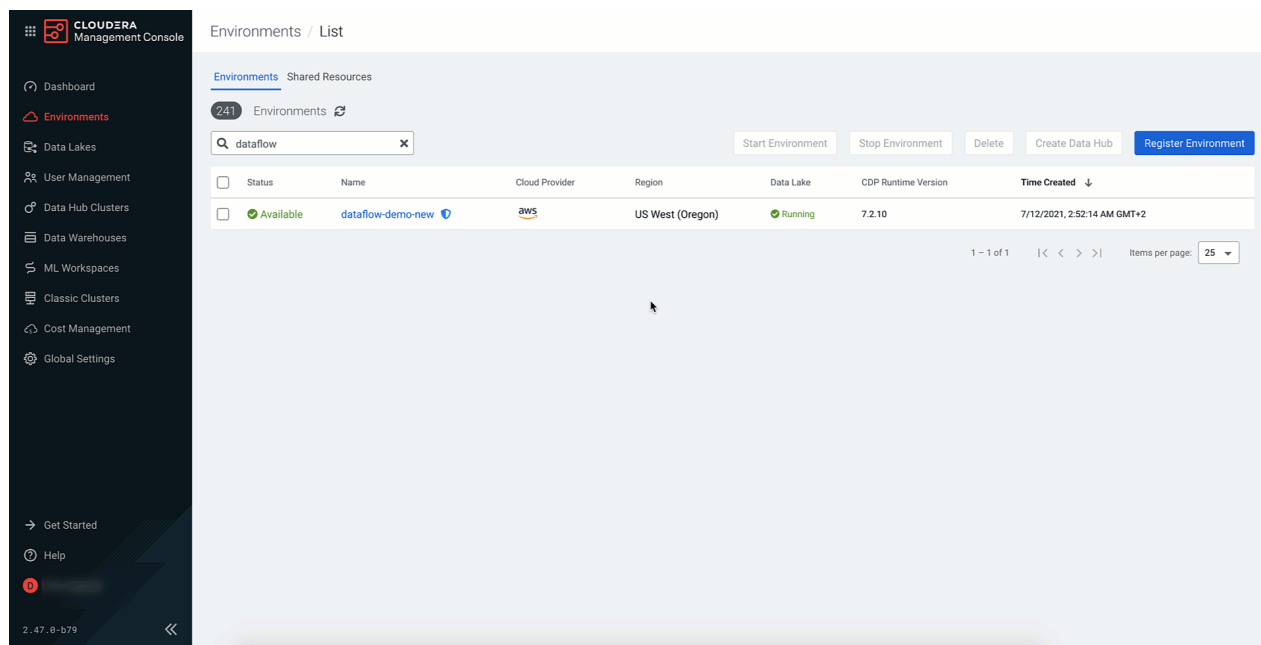 CLOUDERA
Management Console
Dashboard
Environments
Data Lakes
User Management
Data Hub Clusters
Data Warehouses
ML Workspaces
Classic Clusters
Cost Management
Global Settings
Get Started
Help
D
2.47.0-b79
Environments / List
Environments Shared Resources
241 Environments
dataflow Start Environment Stop Environment Delete Create Data Hub Register Environment
Status Name Cloud Provider Region Data Lake CDP Runtime Version Time Created
Available dataflow-demo-new aws US West (Oregon) Running 7.2.10 7/12/2021, 2:52:14 AM GMT+2
1 – 1 of 1 Items per page: 25